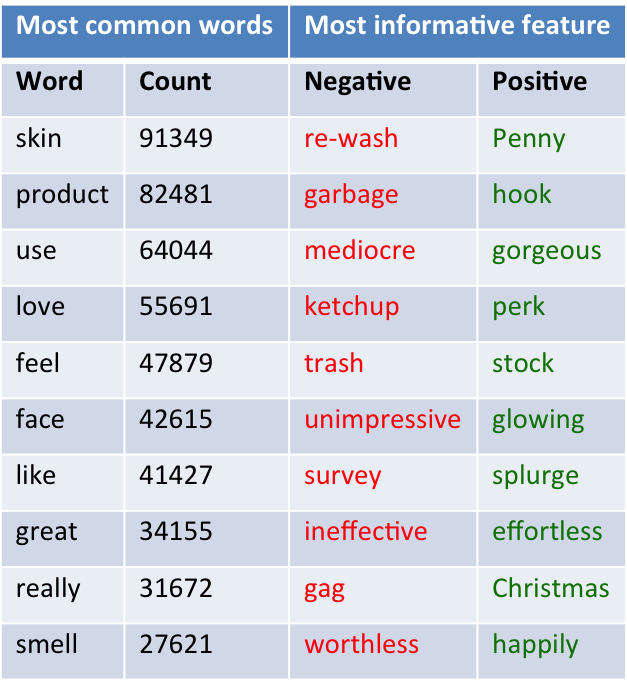 Most common words Most informative feature
Word Count Negative Positive
skin 91349 re-wash Penny
product 82481 garbage hook
use 64044 mediocre gorgeous
love 55691 ketchup perk
feel 47879 trash stock
face 42615 unimpressive glowing
like 41427 survey splurge
great 34155 ineffective effortless
really 31672 gag Christmas
smell 27621 worthless happily